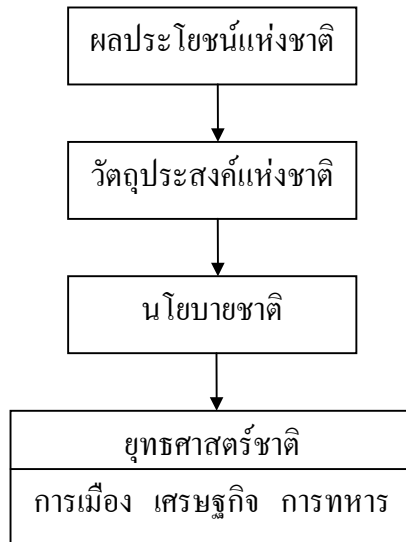 ผลประโยชน์แห่งชาติ
วัตถุประสงค์แห่งชาติ
นโยบายชาติ
ยุทธศาสตร์ชาติ
การเมือง เศรษฐกิจ การทหาร